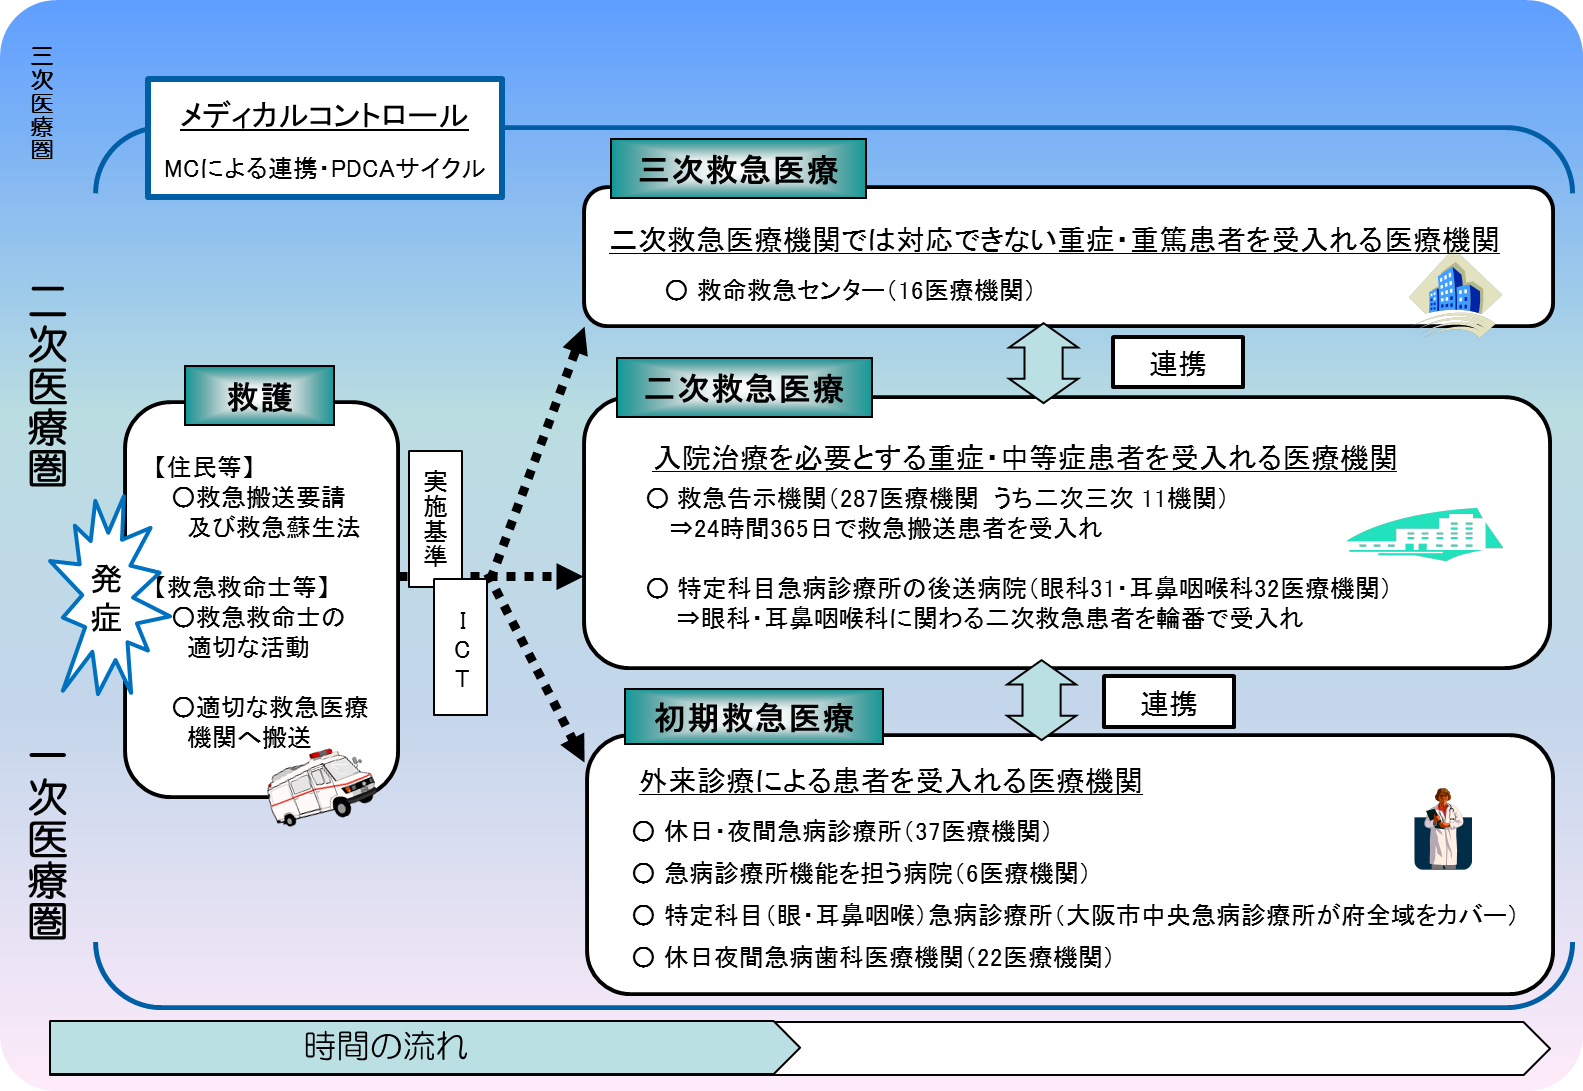 三次医療圏
メディカルコントロール
MCによる連携・PDCAサイクル
三次救急医療
二次救急医療機関では対応できない重症・重篤患者を受入れる医療機関
○ 救命救急センター（16医療機関）
連携
二次医療圏
救護
【住民等】
○救急搬送要請
及び救急蘇生法
【救急救命士等】
○救急救命士の
適切な活動
○適切な救急医療
機関へ搬送
発症
実施基準
ICT
二次救急医療
入院治療を必要とする重症・中等症患者を受入れる医療機関
○ 救急告示機関（287医療機関　うち二次三次 11機関）
⇒24時間365日で救急搬送患者を受入れ
○ 特定科目急病診療所の後送病院（眼科31・耳鼻咽喉科32医療機関）
⇒眼科・耳鼻咽喉科に関わる二次救急患者を輪番で受入れ
連携
一次医療圏
初期救急医療
外来診療による患者を受入れる医療機関
○ 休日・夜間急病診療所（37医療機関）
○ 急病診療所機能を担う病院（6医療機関）
○ 特定科目（眼・耳鼻咽喉）急病診療所（大阪市中央急病診療所が府全域をカバー）
○ 休日夜間急病歯科医療機関（22医療機関）
時間の流れ